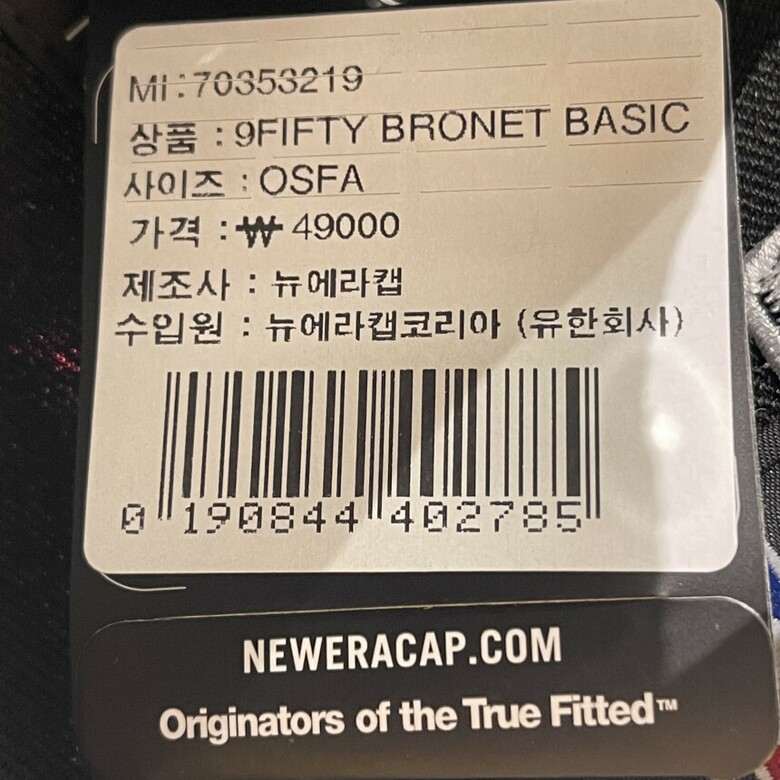 MI:70353219
상품 : 9FIFTY BRONET BASIC
사이즈 : OSFA
가격 : ₩ 49000
제조사 : 뉴에라캡
수입원 : 뉴에라캡코리아 (유한회사)
0 190844 402785
NEWERACAP.COM
Originators of the True Fitted™